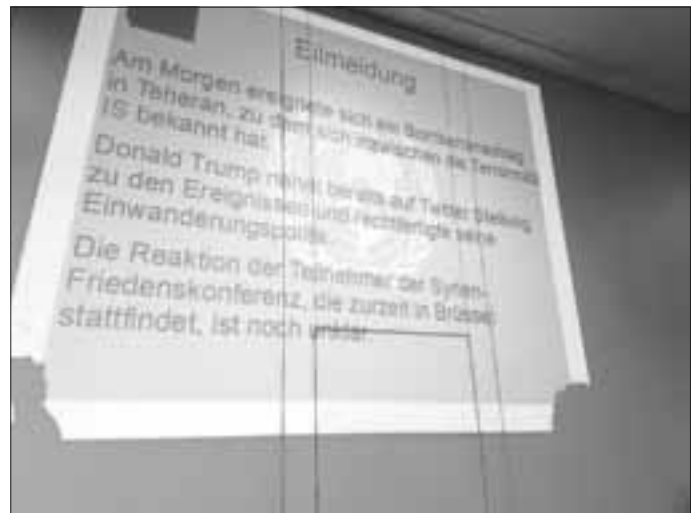 Eilmeldung
Am Morgen ereignete sich ein Bombenanschlag
in Teheran, zu dem sich inzwischen die Terrormiliz
IS bekannt hat.
Donald Trump nahm bereits auf Twitter Stellung
zu den Ereignissen und rechtfertigte seine
Einwanderungspolitik.
Die Reaktion der Teilnehmer der Syrien-
Friedenskonferenz, die zurzeit in Brüssel
stattfindet, ist noch unklar.